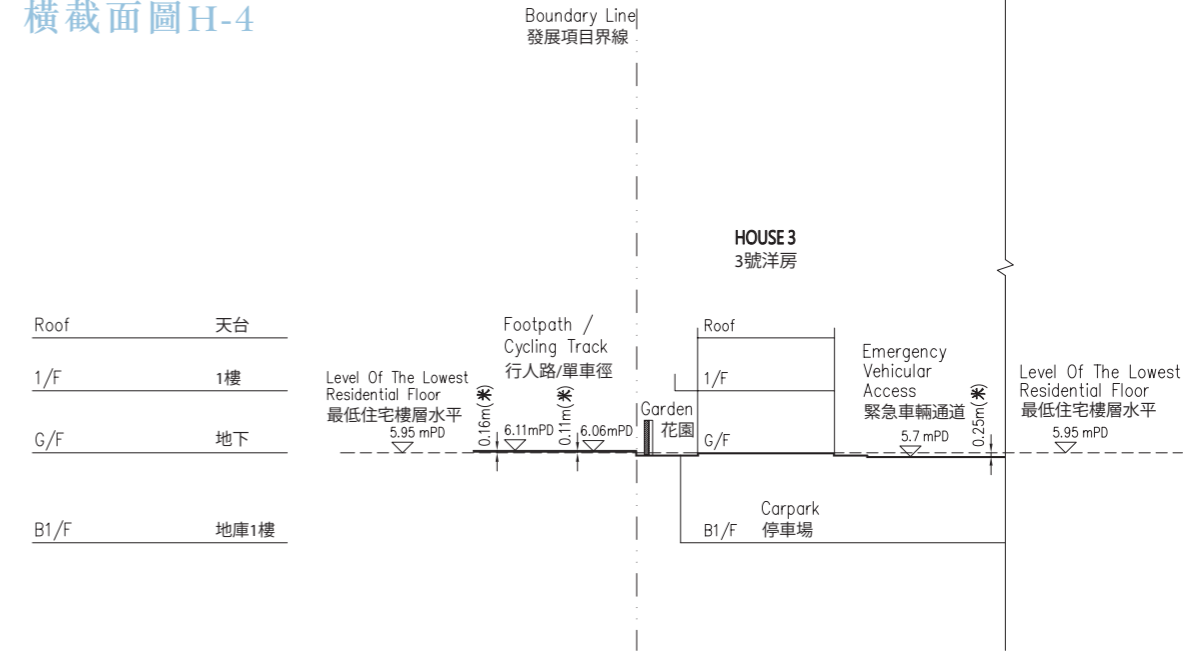 橫截面圖H-4
Boundary Line
發展項目界線
HOUSE 3
3號洋房
Roof 天台
1/F 1樓
G/F 地下
B1/F 地庫1樓
Level Of The Lowest
Residential Floor
最低住宅樓層水平
5.95 mPD
0.16m(米)
Footpath /
Cycling Track
行人路/單車徑
6.11mPD
0.11m(米)
6.06mPD
Garden
花園
Roof
1/F
G/F
B1/F
Carpark
停車場
Emergency
Vehicular
Access
緊急車輛通道
5.7 mPD
0.25m(米)
Level Of The Lowest
Residential Floor
最低住宅樓層水平
5.95 mPD